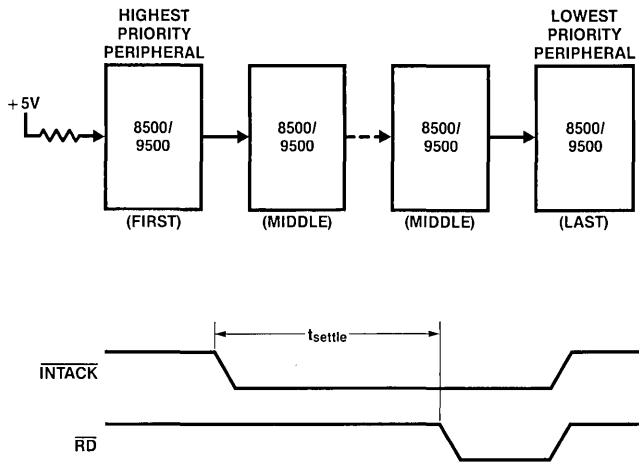 HIGHEST
PRIORITY
PERIPHERAL
LOWEST
PRIORITY
PERIPHERAL
+5V
8500/
9500
8500/
9500
8500/
9500
8500/
9500
(FIRST)
(MIDDLE)
(MIDDLE)
(LAST)
tsettle
INTACK
RD